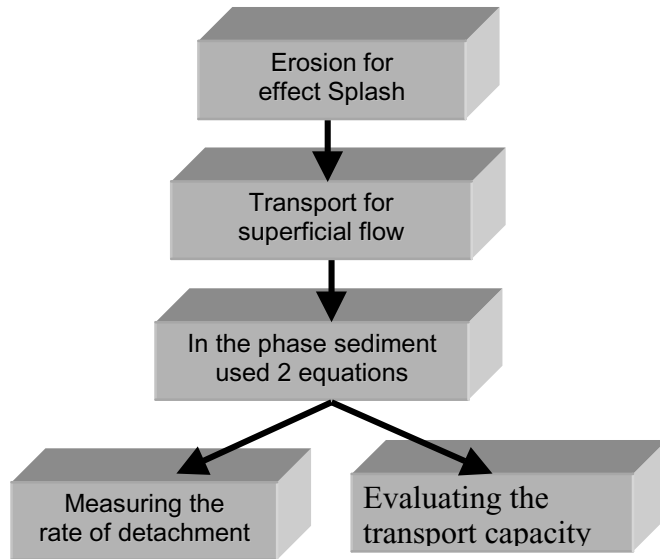 Erosion for
effect Splash
Transport for
superficial flow
In the phase sediment
used 2 equations
Measuring the
rate of detachment
Evaluating the
transport capacity